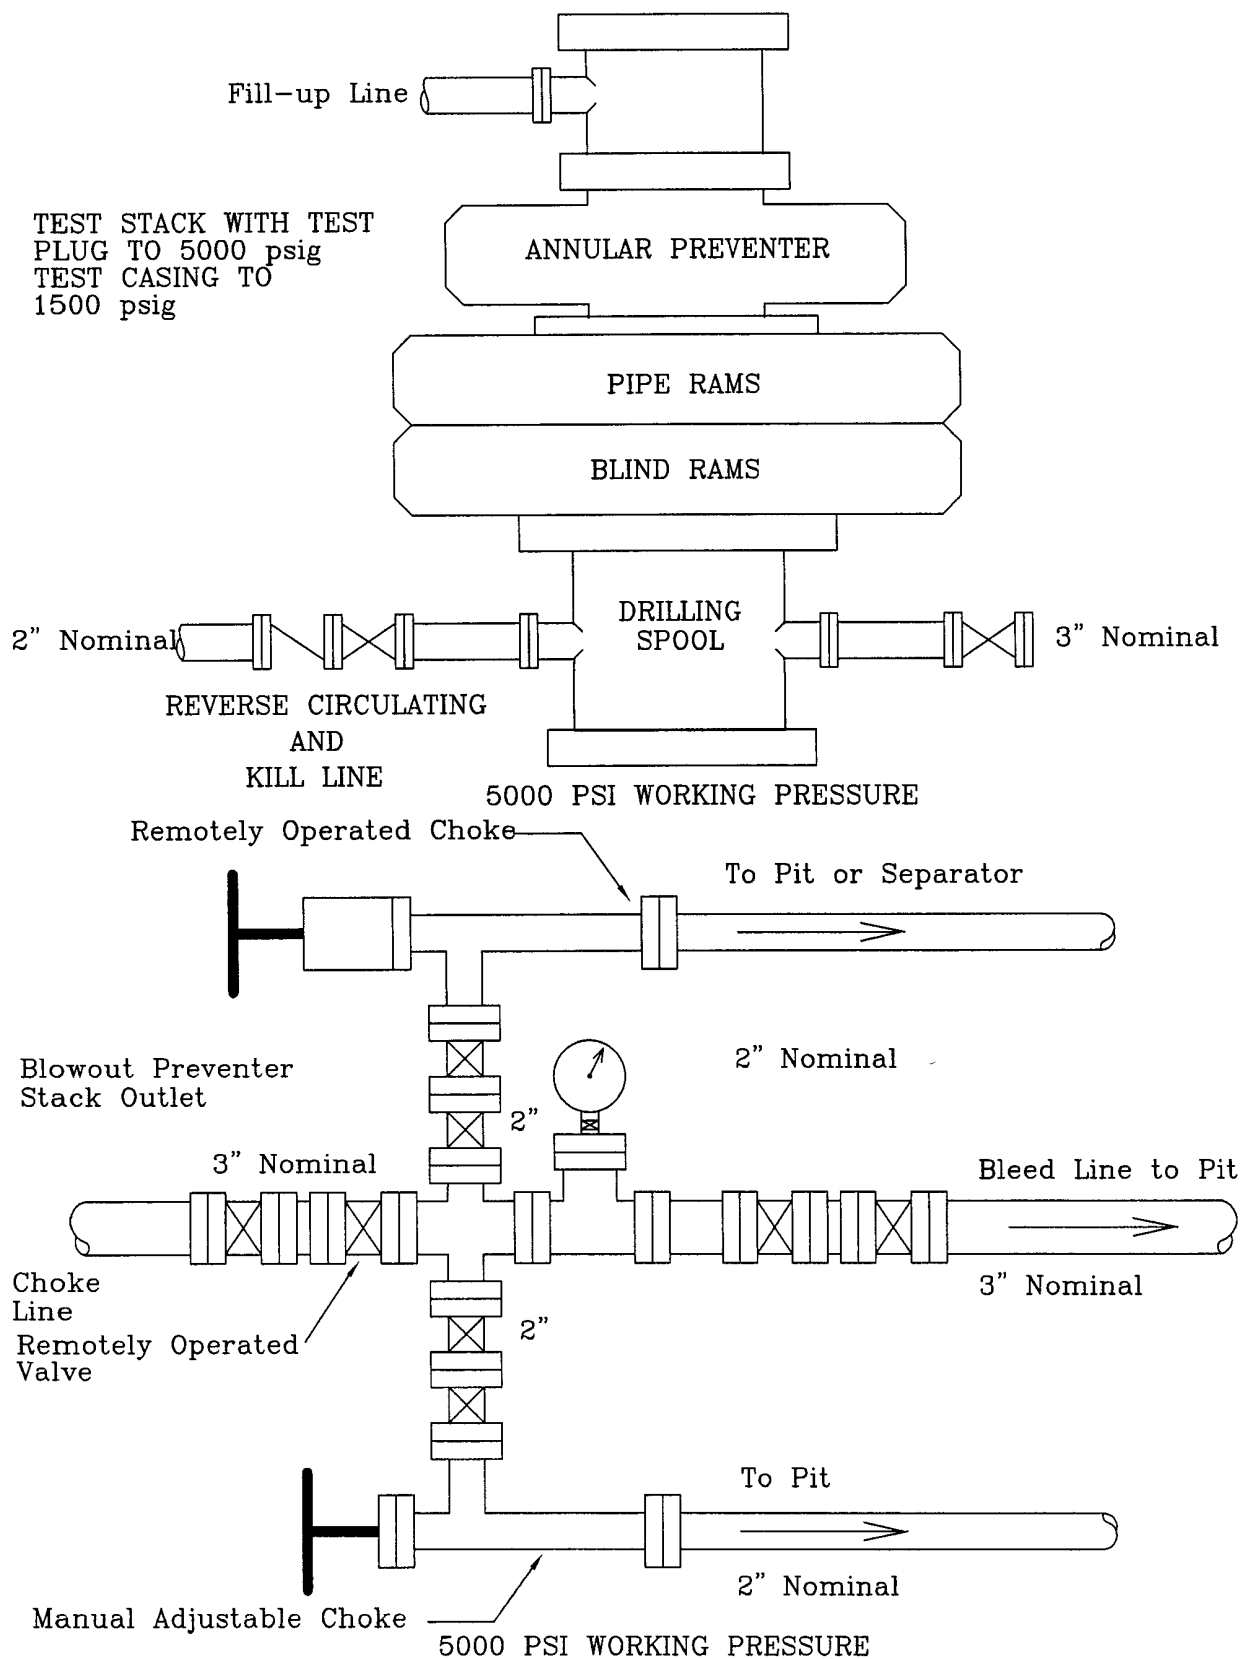 Fill-up Line
TEST STACK WITH TEST
PLUG TO 5000 psig
TEST CASING TO
1500 psig
ANNULAR PREVENTER
PIPE RAMS
BLIND RAMS
DRILLING
SPOOL
2" Nominal
3" Nominal
REVERSE CIRCULATING
AND
KILL LINE
5000 PSI WORKING PRESSURE
Remotely Operated Choke
To Pit or Separator
Blowout Preventer
Stack Outlet
2" Nominal
2"
3" Nominal
Bleed Line to Pit
Choke
Line
3" Nominal
Remotely Operated
Valve
2"
To Pit
2" Nominal
Manual Adjustable Choke
5000 PSI WORKING PRESSURE